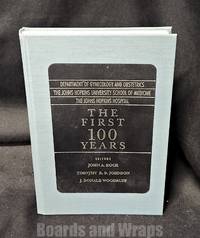 DEPARTMENT OF GYNECOLOGY AND OBSTETRICS
THE JOHNS HOPKINS UNIVERSITY SCHOOL OF MEDICINE
THE JOHNS HOPKINS HOSPITAL
THE
FIRST
100
YEARS
EDITORS
JOHN A. ROCK
TIMOTHY R. B. JOHNSON
J. DONALD WOODRUFF
Boards and Wraps